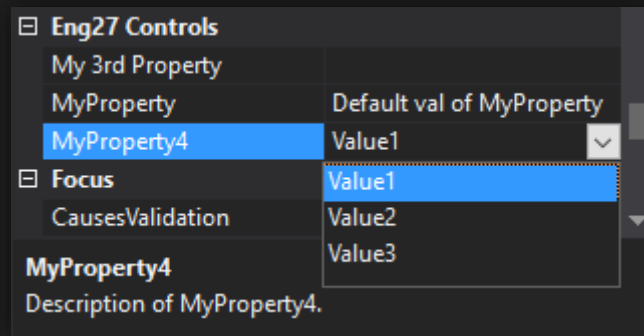 Eng27 Controls
My 3rd Property
MyProperty Default val of MyProperty
MyProperty4 Value1
Value1
Focus
Value2
CausesValidation
Value3
MyProperty4
Description of MyProperty4.